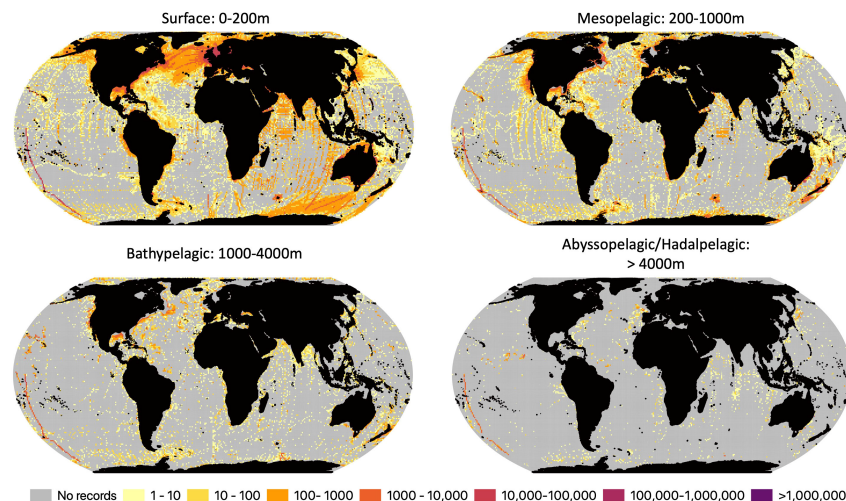 Surface: 0-200m
Mesopelagic: 200-1000m
Bathypelagic: 1000-4000m
Abyssopelagic/Hadalpelagic:
> 4000m
No records 1 - 10 10 - 100 100- 1000 1000 - 10,000 10,000–100,000 100,000–1,000,000 >1,000,000